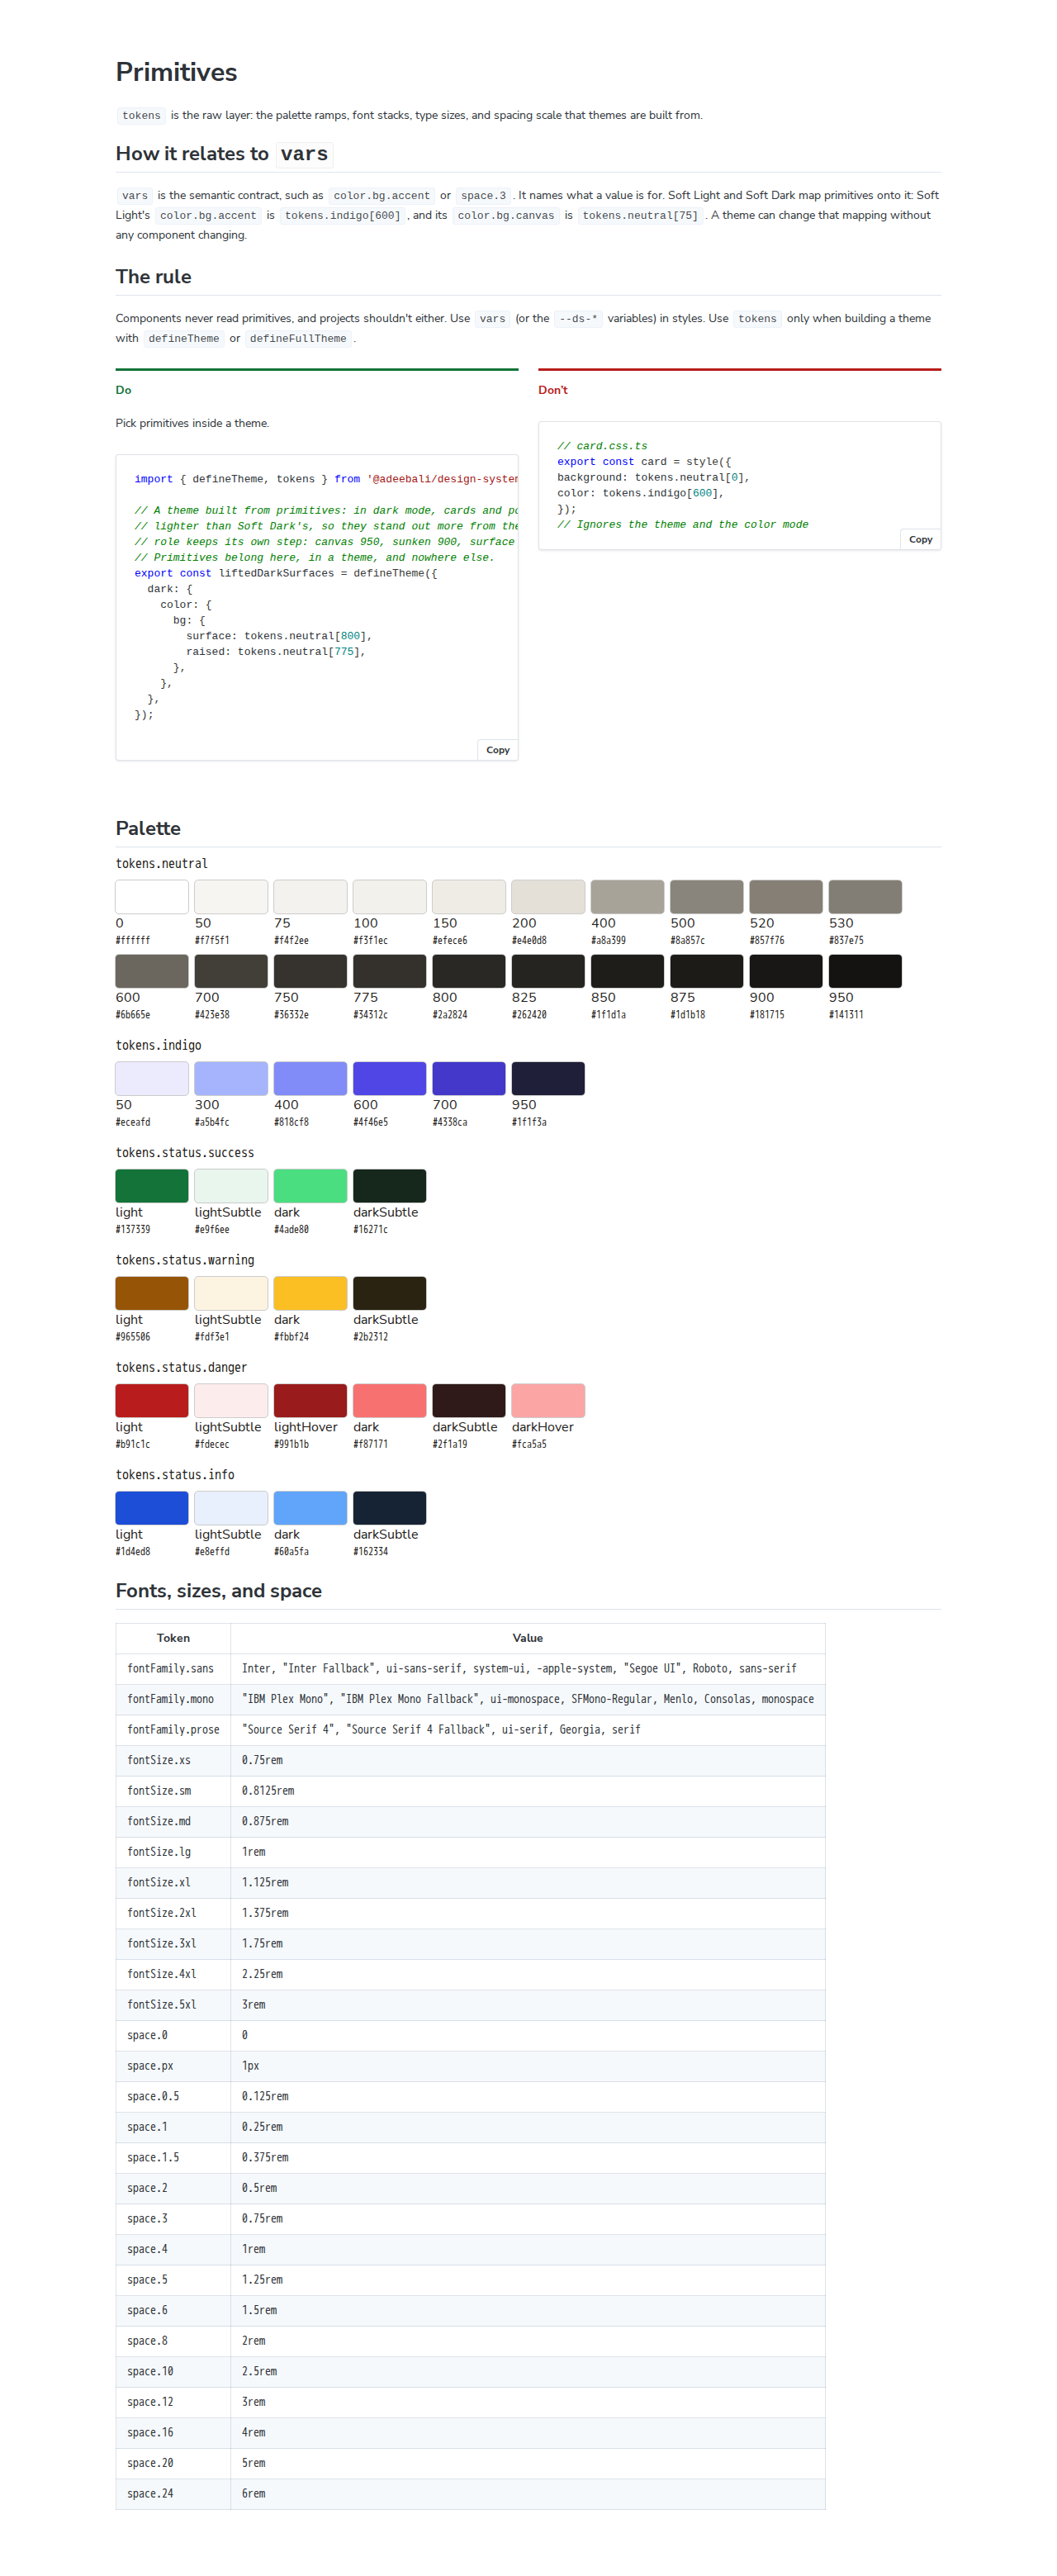 Primitives
tokens is the raw layer: the palette ramps, font stacks, type sizes, and spacing scale that themes are built from.
How it relates to vars
vars is the semantic contract, such as color.bg.accent or space.3. It names what a value is for. Soft Light and Soft Dark map primitives onto it: Soft
Light's color.bg.accent is tokens.indigo[600], and its color.bg.canvas is tokens.neutral[75]. A theme can change that mapping without
any component changing.
The rule
Components never read primitives, and projects shouldn't either. Use vars (or the --ds-* variables) in styles. Use tokens only when building a theme
with defineTheme or defineFullTheme.
Do
Pick primitives inside a theme.
import { defineTheme, tokens } from '@adeebali/design-system
// A theme built from primitives: in dark mode, cards and po
// lighter than Soft Dark's, so they stand out more from the
// role keeps its own step: canvas 950, sunken 900, surface
// Primitives belong here, in a theme, and nowhere else.
export const liftedDarkSurfaces = defineTheme({
  dark: {
    color: {
      bg: {
        surface: tokens.neutral[800],
        raised: tokens.neutral[775],
      },
    },
  },
});
Copy
Don't
// card.css.ts
export const card = style({
background: tokens.neutral[0],
color: tokens.indigo[600],
});
// Ignores the theme and the color mode
Copy
Palette
tokens.neutral
0 50 75 100 150 200 400 500 520 530
#ffffff #f7f5f1 #f4f2ee #f3f1ec #efece6 #e4e0d8 #a8a399 #8a857c #857f76 #837e75
600 700 750 775 800 825 850 875 900 950
#6b665e #423e38 #36332e #34312c #2a2824 #262420 #1f1d1a #1d1b18 #181715 #141311
tokens.indigo
50 300 400 600 700 950
#eceafd #a5b4fc #818cf8 #4f46e5 #4338ca #1f1f3a
tokens.status.success
light lightSubtle dark darkSubtle
#137339 #e9f6ee #4ade80 #16271c
tokens.status.warning
light lightSubtle dark darkSubtle
#965506 #fdf3e1 #fbbf24 #2b2312
tokens.status.danger
light lightSubtle lightHover dark darkSubtle darkHover
#b91c1c #fdecec #991b1b #f87171 #2f1a19 #fca5a5
tokens.status.info
light lightSubtle dark darkSubtle
#1d4ed8 #e8effd #60a5fa #162334
Fonts, sizes, and space
Token Value
fontFamily.sans Inter, "Inter Fallback", ui-sans-serif, system-ui, -apple-system, "Segoe UI", Roboto, sans-serif
fontFamily.mono "IBM Plex Mono", "IBM Plex Mono Fallback", ui-monospace, SFMono-Regular, Menlo, Consolas, monospace
fontFamily.prose "Source Serif 4", "Source Serif 4 Fallback", ui-serif, Georgia, serif
fontSize.xs 0.75rem
fontSize.sm 0.8125rem
fontSize.md 0.875rem
fontSize.lg 1rem
fontSize.xl 1.125rem
fontSize.2xl 1.375rem
fontSize.3xl 1.75rem
fontSize.4xl 2.25rem
fontSize.5xl 3rem
space.0 0
space.px 1px
space.0.5 0.125rem
space.1 0.25rem
space.1.5 0.375rem
space.2 0.5rem
space.3 0.75rem
space.4 1rem
space.5 1.25rem
space.6 1.5rem
space.8 2rem
space.10 2.5rem
space.12 3rem
space.16 4rem
space.20 5rem
space.24 6rem